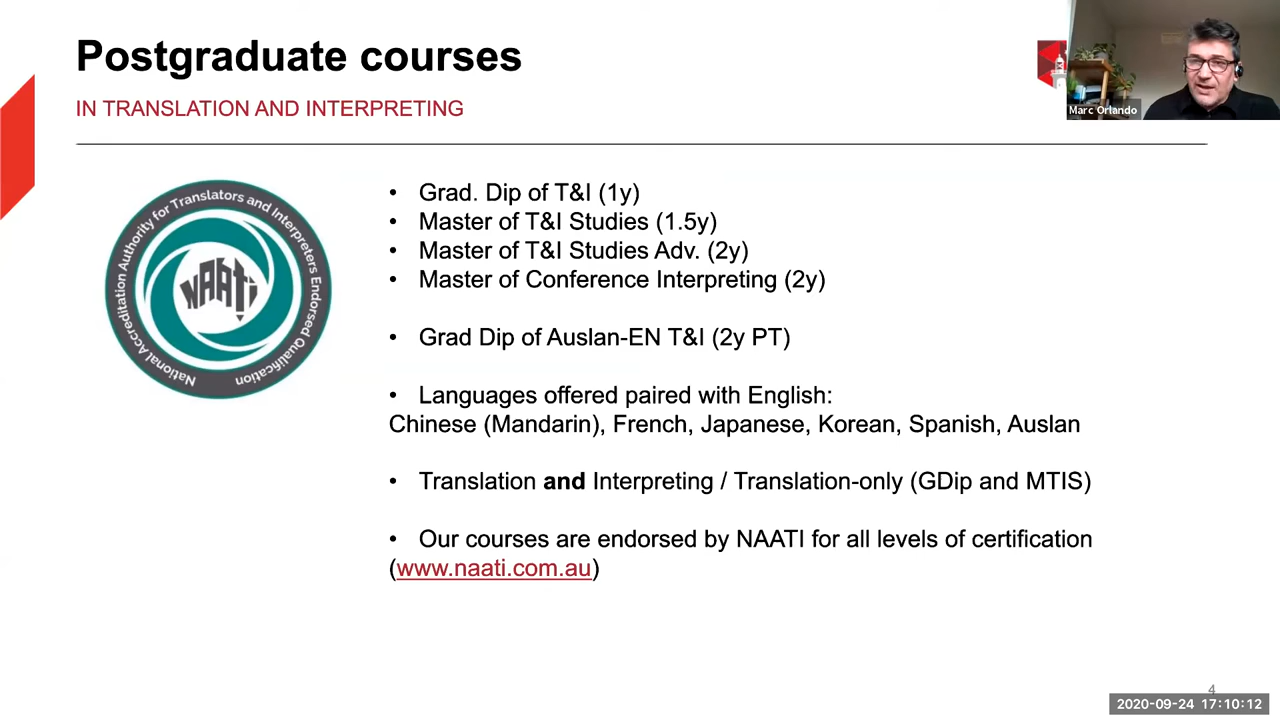 Postgraduate courses
IN TRANSLATION AND INTERPRETING
Marc Orlando
National Accreditation Authority for Translators and Interpreters Endorsed Qualification
NAATI
• Grad. Dip of T&I (1y)
• Master of T&I Studies (1.5y)
• Master of T&I Studies Adv. (2y)
• Master of Conference Interpreting (2y)
• Grad Dip of Auslan-EN T&I (2y PT)
• Languages offered paired with English:
Chinese (Mandarin), French, Japanese, Korean, Spanish, Auslan
• Translation and Interpreting / Translation-only (GDip and MTIS)
• Our courses are endorsed by NAATI for all levels of certification
(www.naati.com.au)
4
2020-09-24 17:10:12